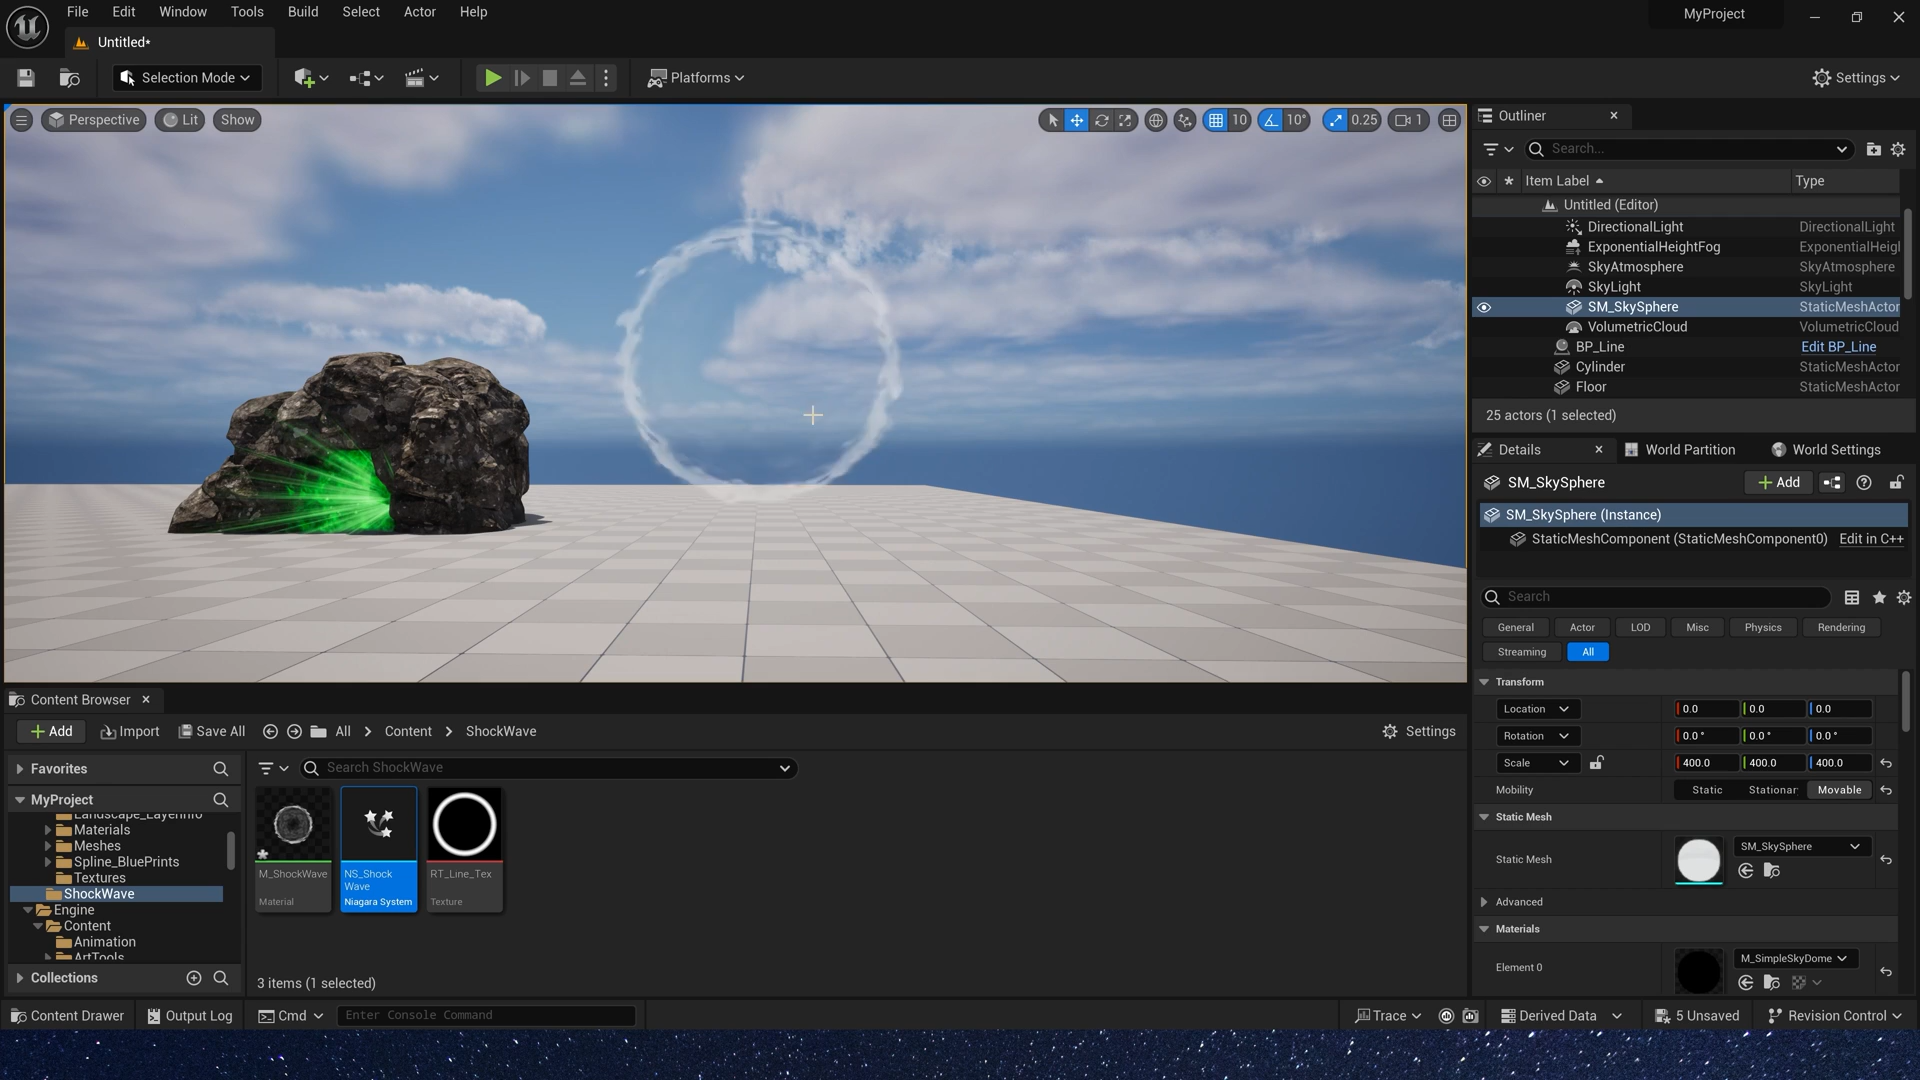 File Edit Window Tools Build Select Actor Help
MyProject
Untitled*
Selection Mode
Platforms
Settings
Perspective
Lit
Show
10
10°
0.25
1
Outliner
Search...
Item Label
Type
Untitled (Editor)
DirectionalLight DirectionalLight
ExponentialHeightFog ExponentialHeigl
SkyAtmosphere SkyAtmosphere
SkyLight SkyLight
SM_SkySphere StaticMeshActor
VolumetricCloud VolumetricCloud
BP_Line Edit BP_Line
Cylinder StaticMeshActor
Floor StaticMeshActor
25 actors (1 selected)
Details
World Partition
World Settings
SM_SkySphere
Add
SM_SkySphere (Instance)
StaticMeshComponent (StaticMeshComponent0) Edit in C++
Search
General Actor LOD Misc Physics Rendering
Streaming All
Transform
Location 0.0 0.0 0.0
Rotation 0.0 ° 0.0 ° 0.0 °
Scale 400.0 400.0 400.0
Mobility Static Stationar Movable
Static Mesh
Static Mesh SM_SkySphere
Advanced
Materials
Element 0 M_SimpleSkyDome
Content Browser
Add Import Save All All Content ShockWave
Settings
Favorites
Search ShockWave
MyProject
Landscape_LayerInfo
Materials
Meshes
Spline_BluePrints
Textures
ShockWave
Engine
Content
Animation
ArtTools
Collections
M_ShockWave
Material
NS_Shock
Wave
Niagara System
RT_Line_Tex
Texture
3 items (1 selected)
Content Drawer
Output Log
Cmd
Enter Console Command
Trace
Derived Data
5 Unsaved
Revision Control